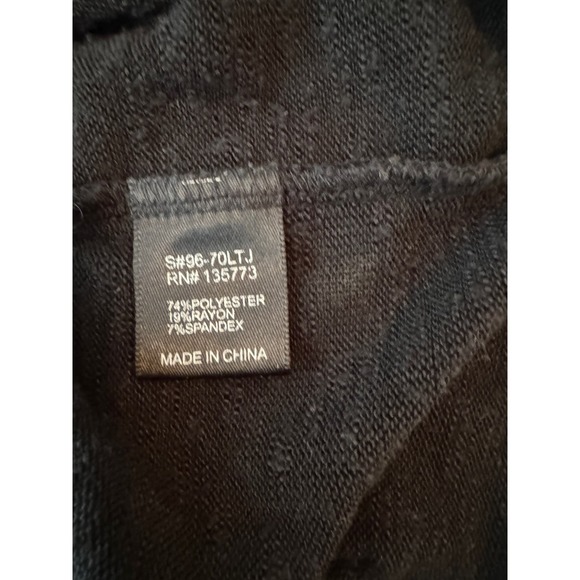 S#96-70LTJ
RN# 135773
74%POLYESTER
19%RAYON
7%SPANDEX
MADE IN CHINA